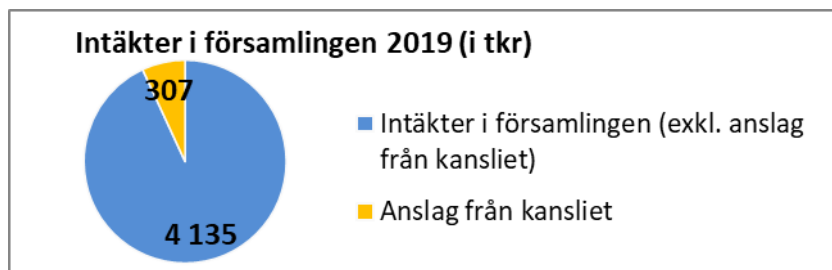 Intäkter i församlingen 2019 (i tkr)
307
4 135
Intäkter i församlingen (exkl. anslag
från kansliet)
Anslag från kansliet